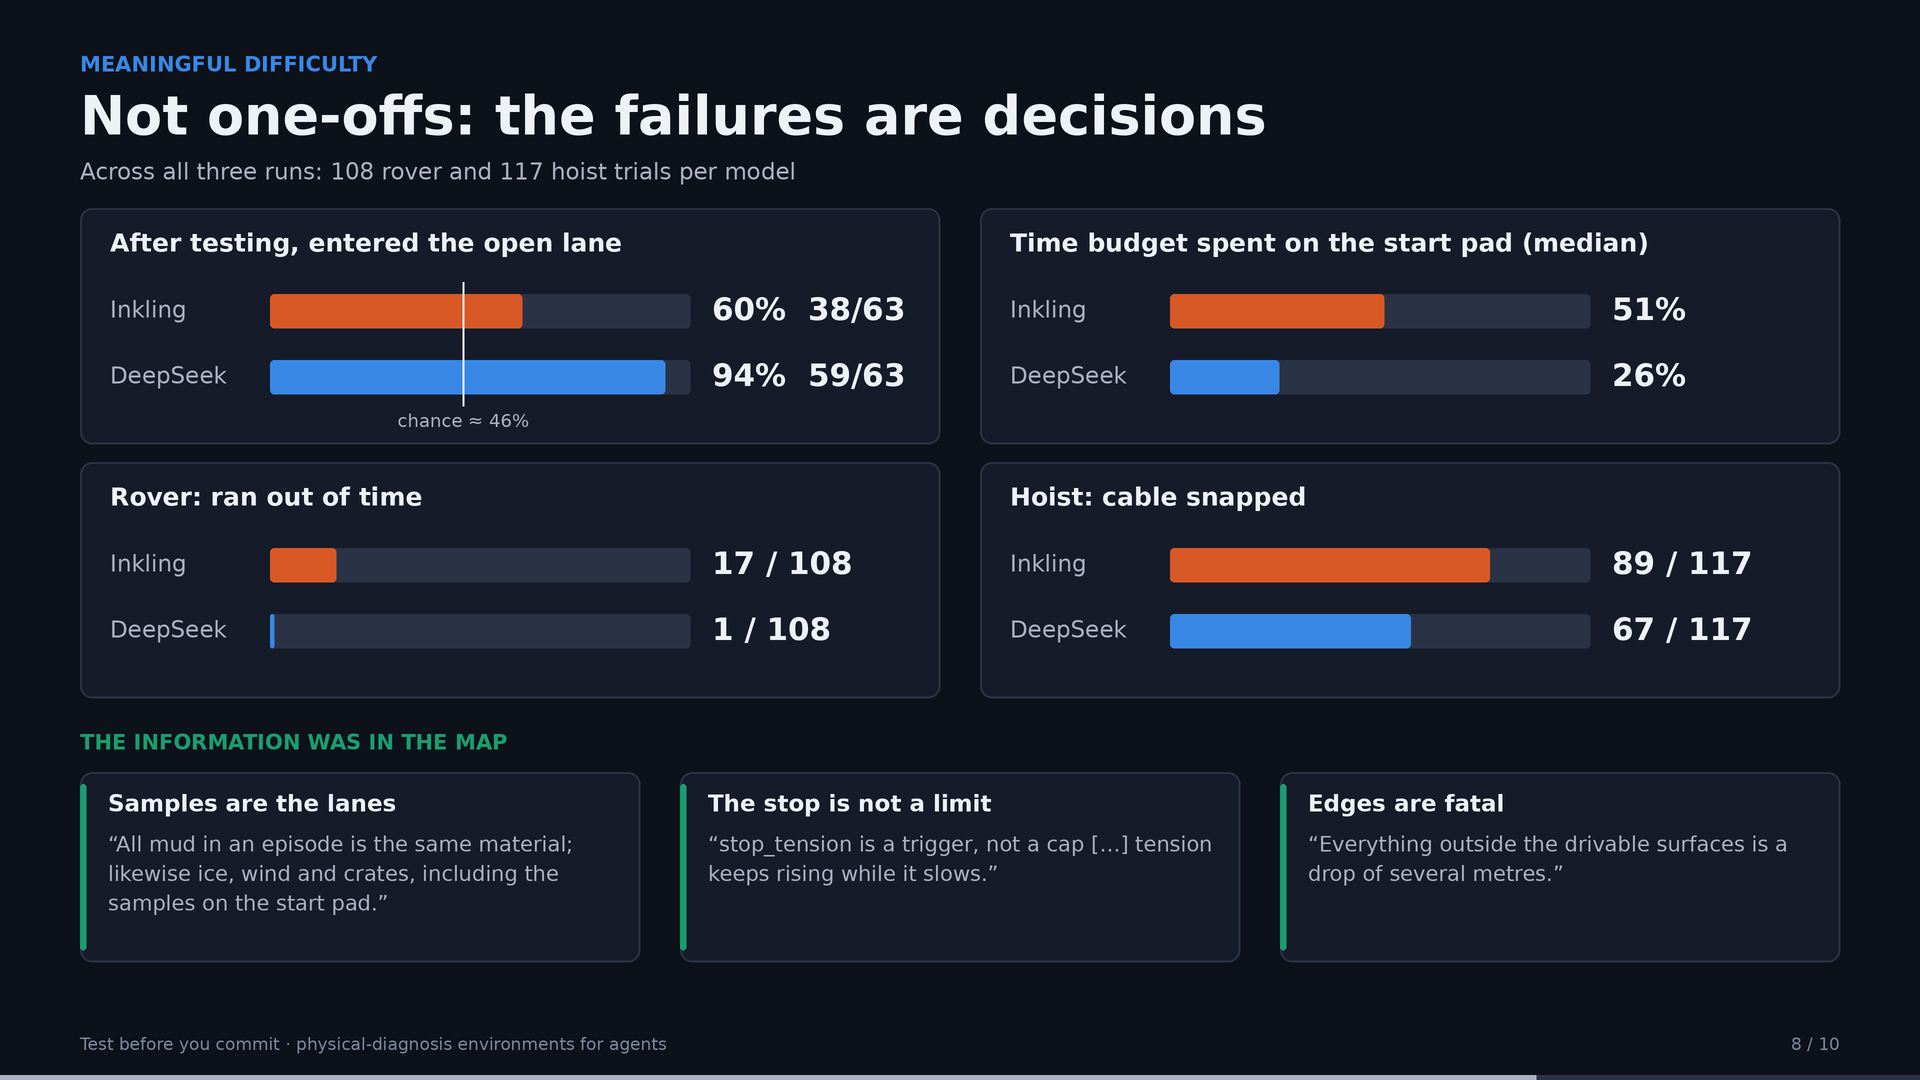 MEANINGFUL DIFFICULTY
Not one-offs: the failures are decisions
Across all three runs: 108 rover and 117 hoist trials per model
After testing, entered the open lane
Inkling 60% 38/63
DeepSeek 94% 59/63
chance ≈ 46%
Time budget spent on the start pad (median)
Inkling 51%
DeepSeek 26%
Rover: ran out of time
Inkling 17 / 108
DeepSeek 1 / 108
Hoist: cable snapped
Inkling 89 / 117
DeepSeek 67 / 117
THE INFORMATION WAS IN THE MAP
Samples are the lanes
“All mud in an episode is the same material;
likewise ice, wind and crates, including the
samples on the start pad.”
The stop is not a limit
“stop_tension is a trigger, not a cap […] tension
keeps rising while it slows.”
Edges are fatal
“Everything outside the drivable surfaces is a
drop of several metres.”
Test before you commit · physical-diagnosis environments for agents
8 / 10